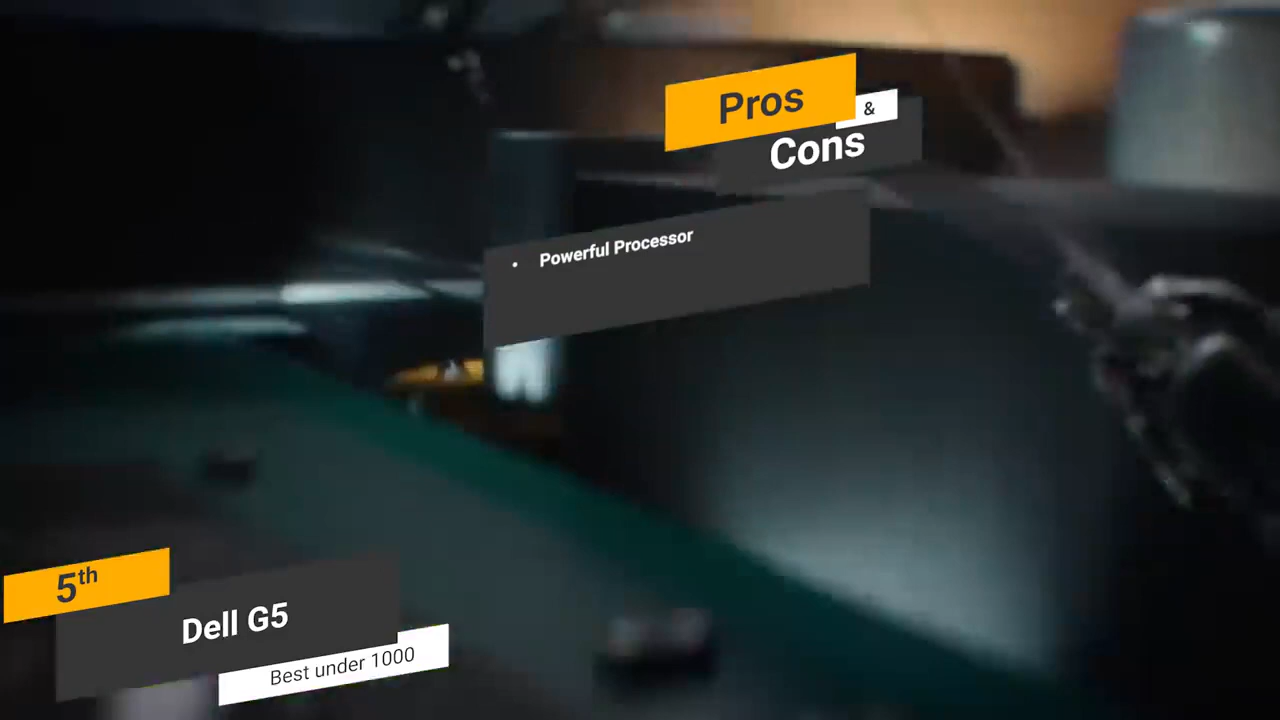 Pros
&
Cons
• Powerful Processor
5th
Dell G5
Best under 1000